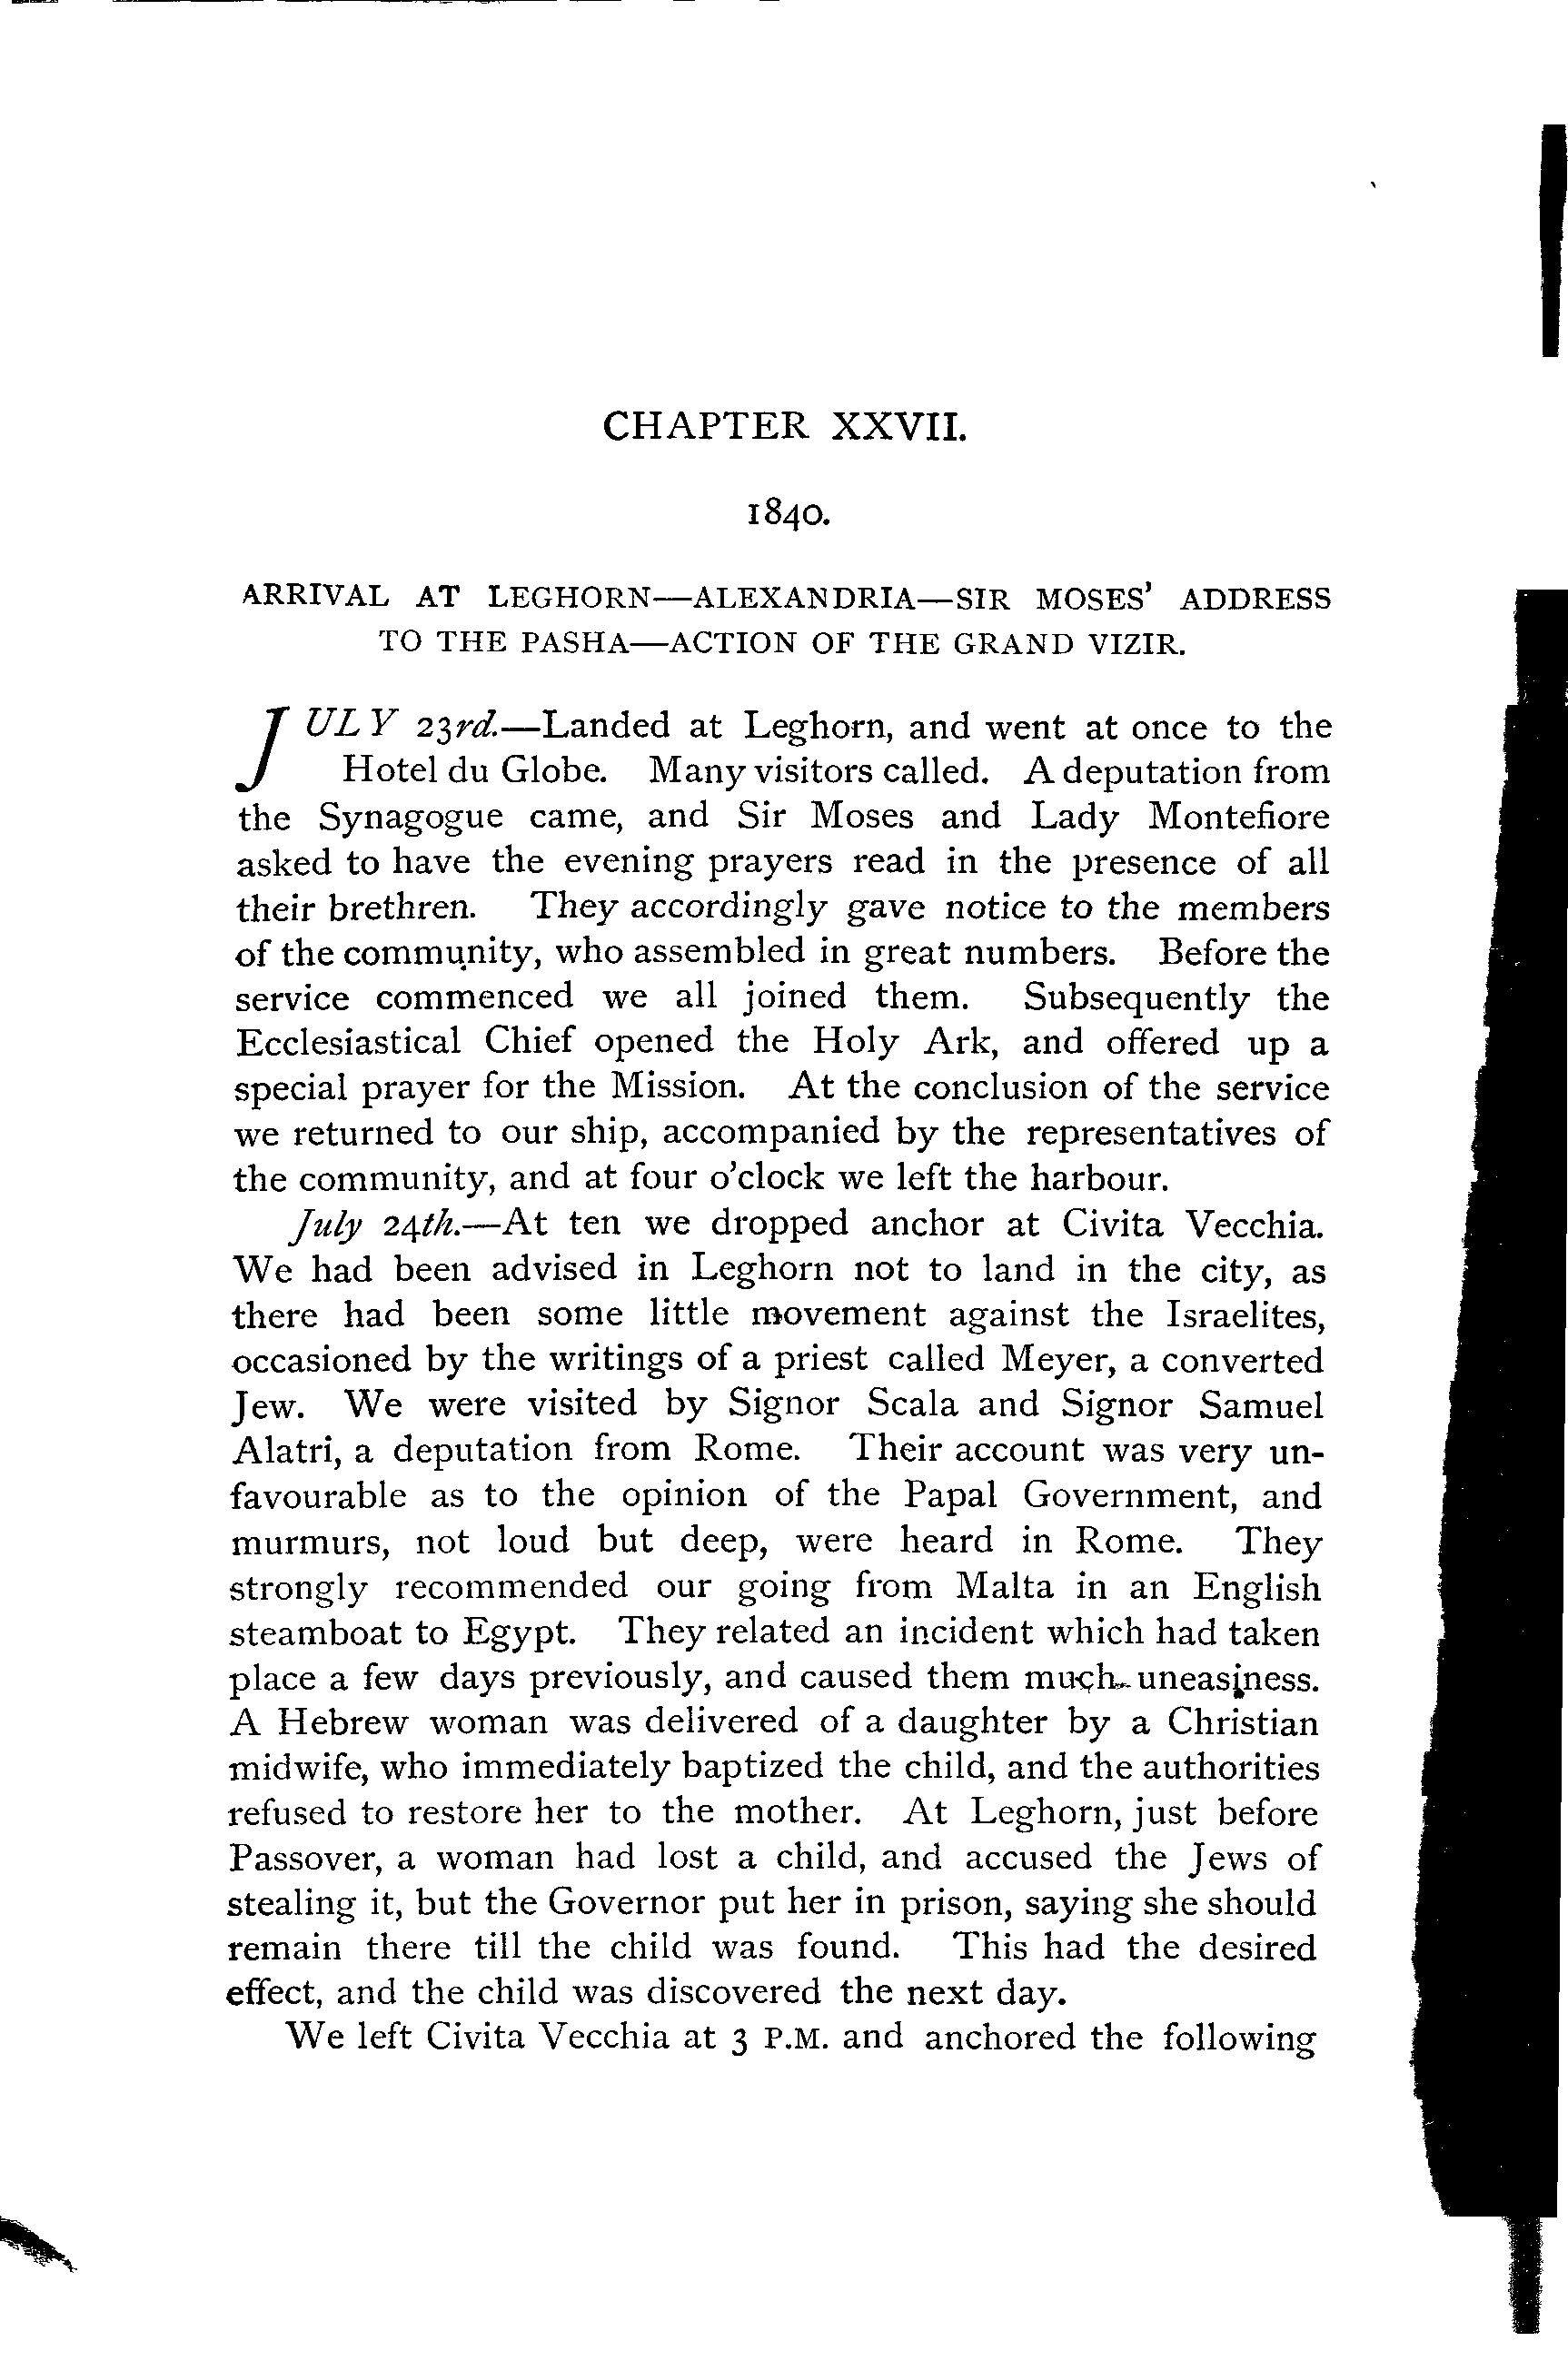 CHAPTER XXVII.
1840.
ARRIVAL AT LEGHORN—ALEXANDRIA—SIR MOSES' ADDRESS
TO THE PASHA—ACTION OF THE GRAND VIZIR.
JULY 23rd.—Landed at Leghorn, and went at once to the
Hotel du Globe. Many visitors called. A deputation from
the Synagogue came, and Sir Moses and Lady Montefiore
asked to have the evening prayers read in the presence of all
their brethren. They accordingly gave notice to the members
of the community, who assembled in great numbers. Before the
service commenced we all joined them. Subsequently the
Ecclesiastical Chief opened the Holy Ark, and offered up a
special prayer for the Mission. At the conclusion of the service
we returned to our ship, accompanied by the representatives of
the community, and at four o'clock we left the harbour.
July 24th.—At ten we dropped anchor at Civita Vecchia.
We had been advised in Leghorn not to land in the city, as
there had been some little movement against the Israelites,
occasioned by the writings of a priest called Meyer, a converted
Jew. We were visited by Signor Scala and Signor Samuel
Alatri, a deputation from Rome. Their account was very un-
favourable as to the opinion of the Papal Government, and
murmurs, not loud but deep, were heard in Rome. They
strongly recommended our going from Malta in an English
steamboat to Egypt. They related an incident which had taken
place a few days previously, and caused them much uneasiness.
A Hebrew woman was delivered of a daughter by a Christian
midwife, who immediately baptized the child, and the authorities
refused to restore her to the mother. At Leghorn, just before
Passover, a woman had lost a child, and accused the Jews of
stealing it, but the Governor put her in prison, saying she should
remain there till the child was found. This had the desired
effect, and the child was discovered the next day.
We left Civita Vecchia at 3 P.M. and anchored the following